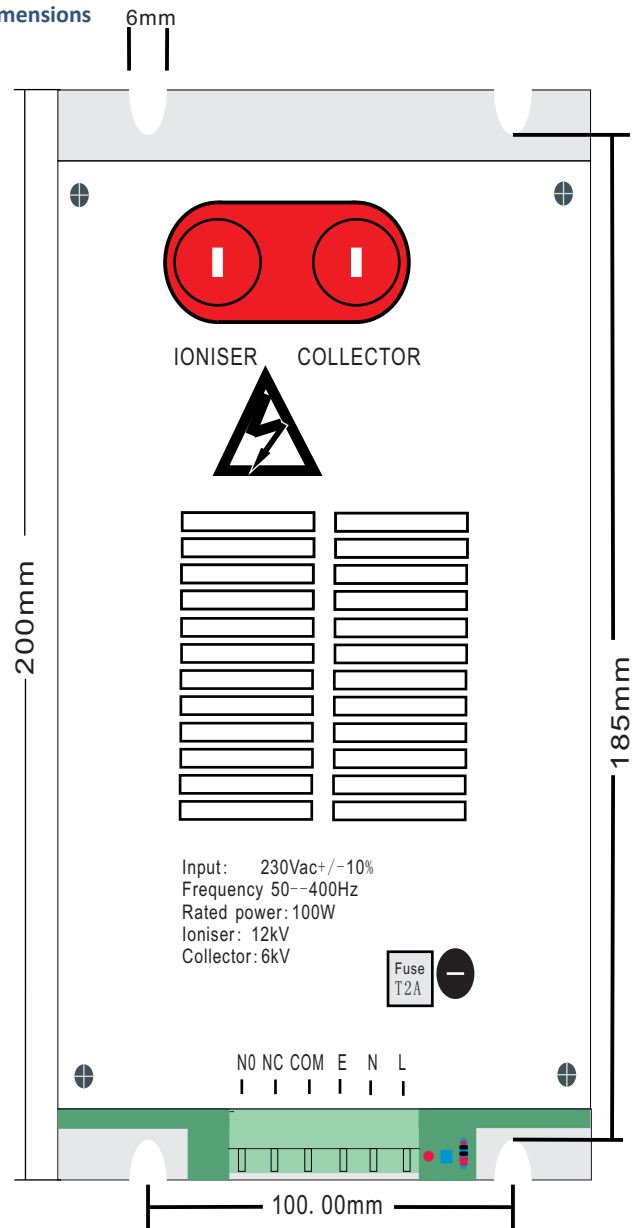 6mm
IONISER COLLECTOR
200mm
185mm
Input: 230Vac+/-10%
Frequency 50--400Hz
Rated power: 100W
Ioniser: 12kV
Collector: 6kV
Fuse
T2A
N0 NC COM E N L
100.00mm